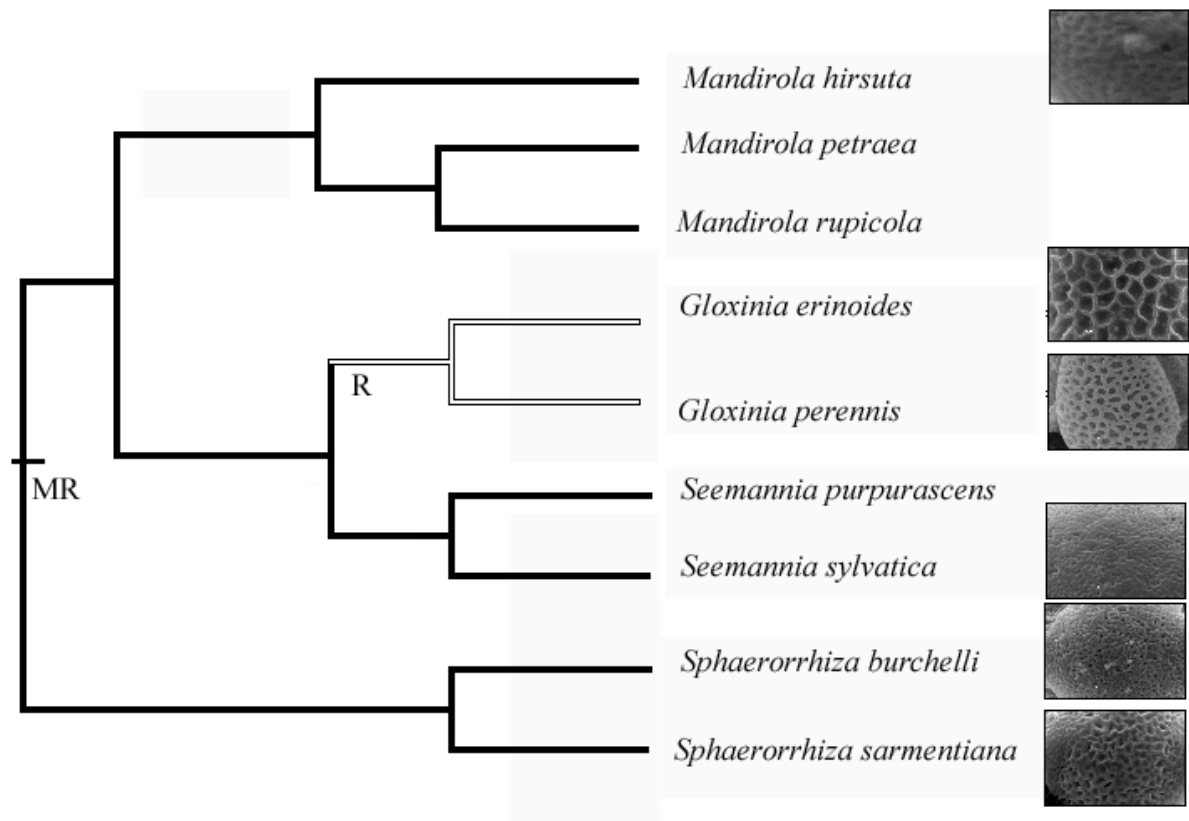 Mandirola hirsuta
Mandirola petraea
Mandirola rupicola
Gloxinia erinoides
R
Gloxinia perennis
MR
Seemannia purpurascens
Seemannia sylvatica
Sphaerorrhiza burchelli
Sphaerorrhiza sarmentiana